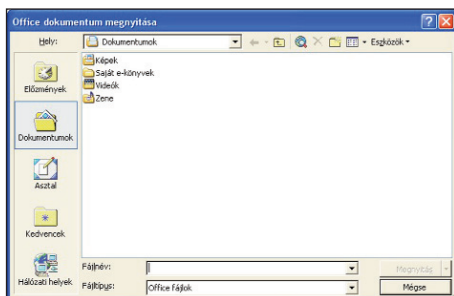 Office dokumentum megnyitása
Hely: Dokumentumok Eszközök
Képek
Saját e-könyvek
Videók
Zene
Előzmények
Dokumentumok
Asztal
Kedvencek
Hálózati helyek
Fájlnév: Megnyitás
Fájltípus: Office fájlok Mégse